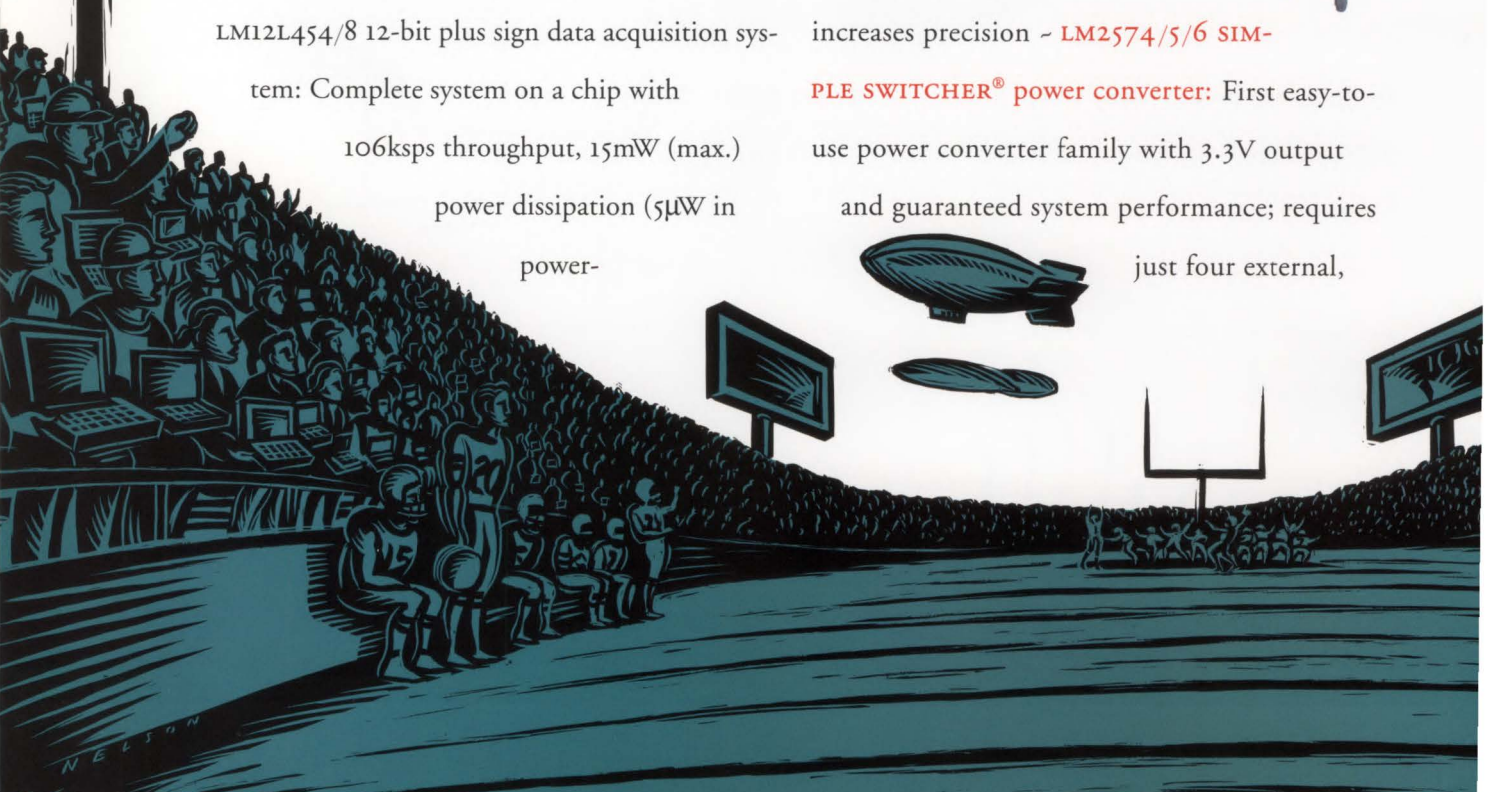 LM12L454/8 12-bit plus sign data acquisition sys-
tem: Complete system on a chip with
106ksps throughput, 15mW (max.)
power dissipation (5µW in
power-
increases precision ~ LM2574/5/6 SIM-
PLE SWITCHER® power converter: First easy-to-
use power converter family with 3.3V output
and guaranteed system performance; requires
just four external,
NELSON